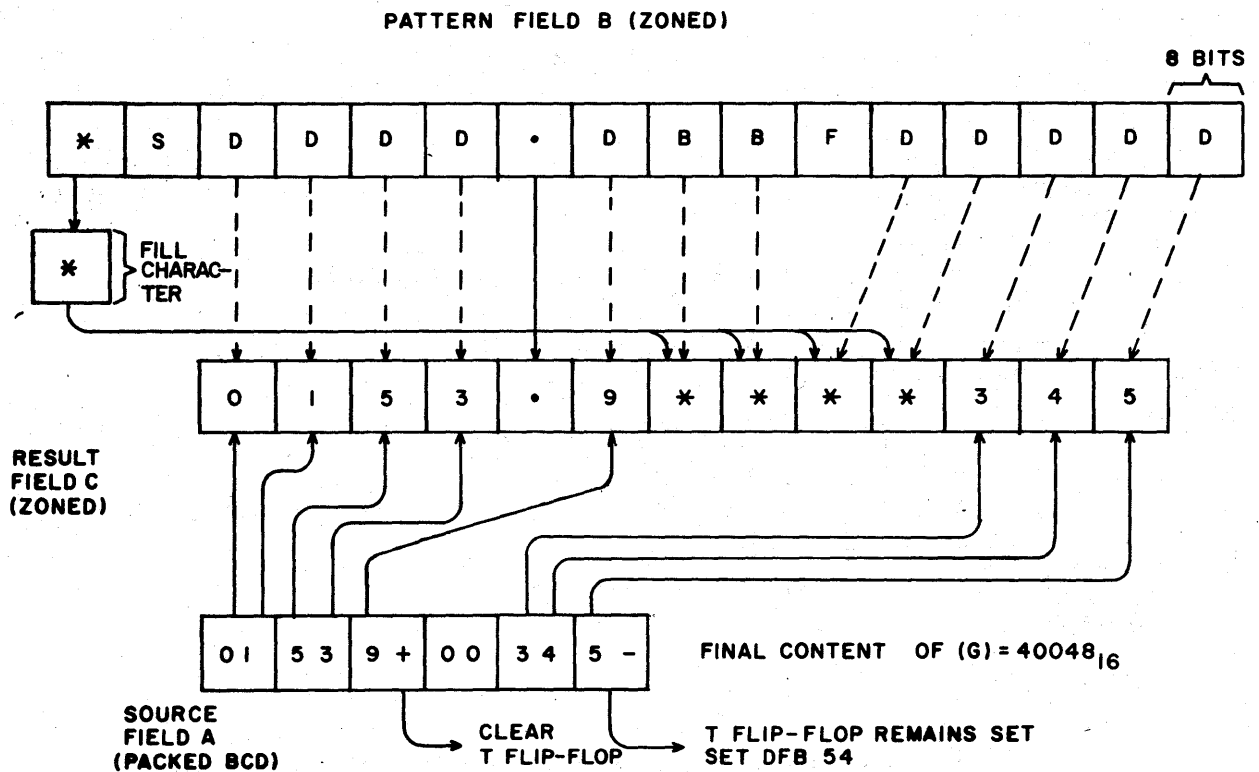 PATTERN FIELD B (ZONED)
8 BITS
* S D D D D • D B B F D D D D D
*
FILL
CHARAC-
TER
0 1 5 3 • 9 * * * * 3 4 5
RESULT
FIELD C
(ZONED)
01 53 9+ 00 34 5-
FINAL CONTENT OF (G) = 40048₁₆
SOURCE
FIELD A
(PACKED BCD)
CLEAR
T FLIP-FLOP
T FLIP-FLOP REMAINS SET
SET DFB 54